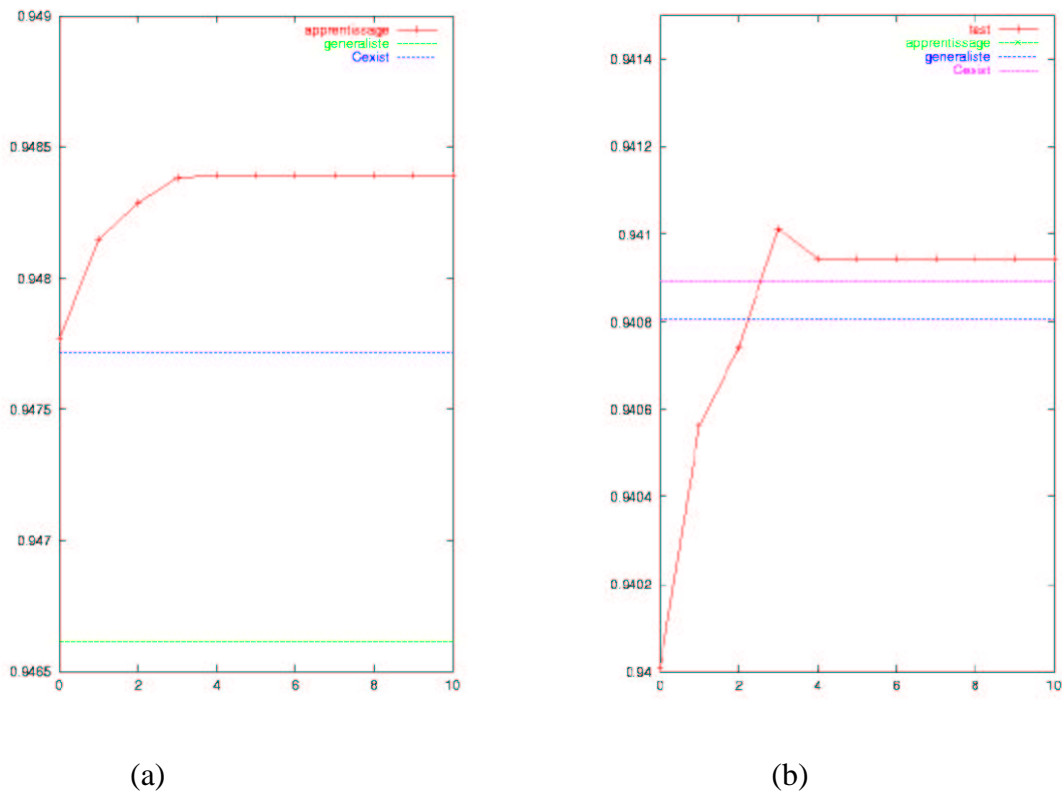 0.949
apprentissage
generaliste
Cexist
0.9485
0.948
0.9475
0.947
0.9465
0 2 4 6 8 10
(a)
test
apprentissage
generaliste
Cexist
0.9414
0.9412
0.941
0.9408
0.9406
0.9404
0.9402
0.94
0 2 4 6 8 10
(b)